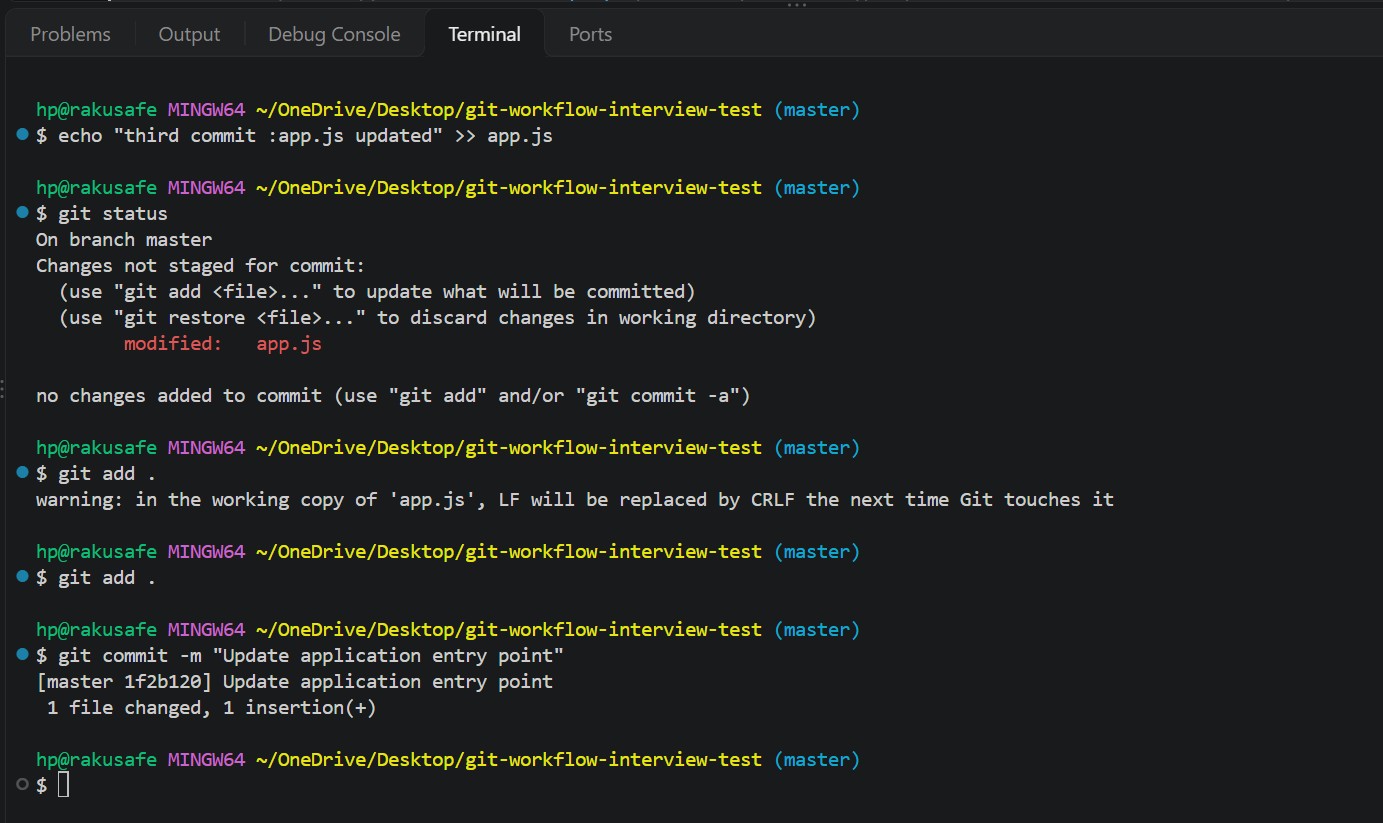 Problems Output Debug Console Terminal Ports
hp@rakusafe MINGW64 ~/OneDrive/Desktop/git-workflow-interview-test (master)
$ echo "third commit :app.js updated" >> app.js
hp@rakusafe MINGW64 ~/OneDrive/Desktop/git-workflow-interview-test (master)
$ git status
On branch master
Changes not staged for commit:
  (use "git add <file>..." to update what will be committed)
  (use "git restore <file>..." to discard changes in working directory)
        modified:   app.js
no changes added to commit (use "git add" and/or "git commit -a")
hp@rakusafe MINGW64 ~/OneDrive/Desktop/git-workflow-interview-test (master)
$ git add .
warning: in the working copy of 'app.js', LF will be replaced by CRLF the next time Git touches it
hp@rakusafe MINGW64 ~/OneDrive/Desktop/git-workflow-interview-test (master)
$ git add .
hp@rakusafe MINGW64 ~/OneDrive/Desktop/git-workflow-interview-test (master)
$ git commit -m "Update application entry point"
[master 1f2b120] Update application entry point
 1 file changed, 1 insertion(+)
hp@rakusafe MINGW64 ~/OneDrive/Desktop/git-workflow-interview-test (master)
$